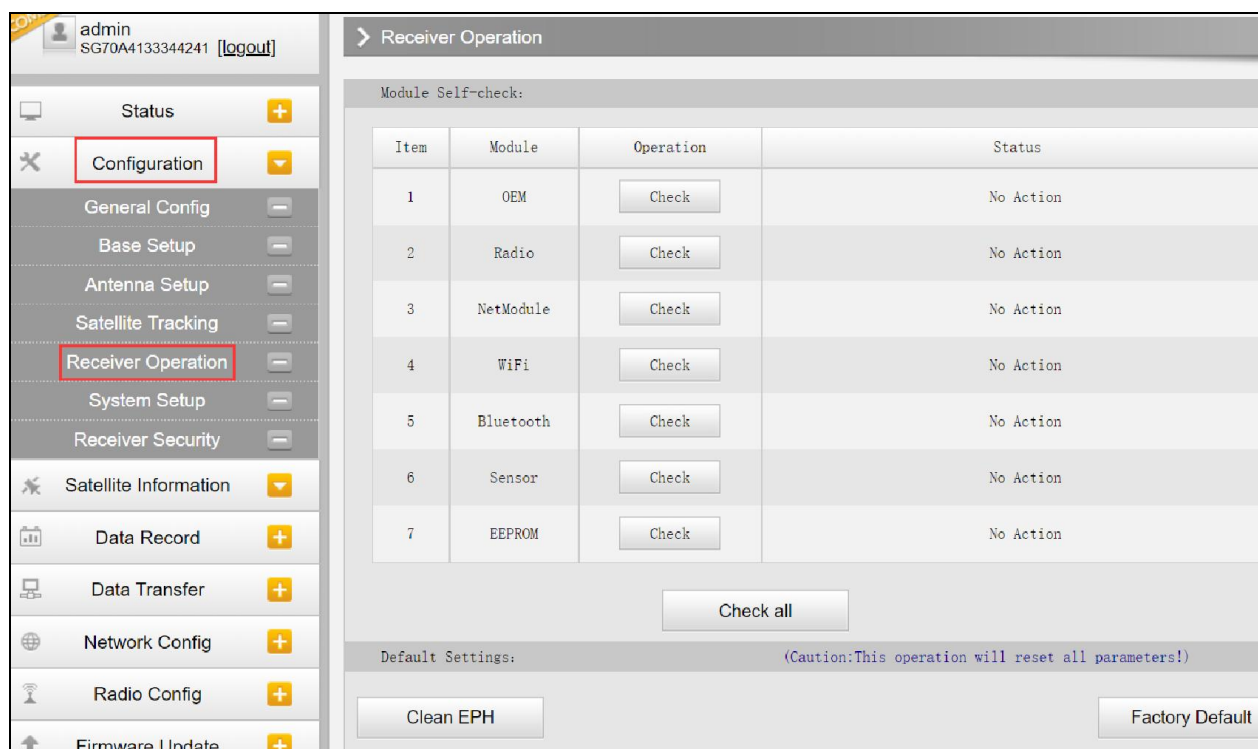 admin
SG70A4133344241 [logout]
Status
Configuration
General Config
Base Setup
Antenna Setup
Satellite Tracking
Receiver Operation
System Setup
Receiver Security
Satellite Information
Data Record
Data Transfer
Network Config
Radio Config
Firmware Update
Receiver Operation
Module Self-check:
Item Module Operation Status
1 OEM Check No Action
2 Radio Check No Action
3 NetModule Check No Action
4 WiFi Check No Action
5 Bluetooth Check No Action
6 Sensor Check No Action
7 EEPROM Check No Action
Check all
Default Settings: (Caution:This operation will reset all parameters!)
Clean EPH Factory Default